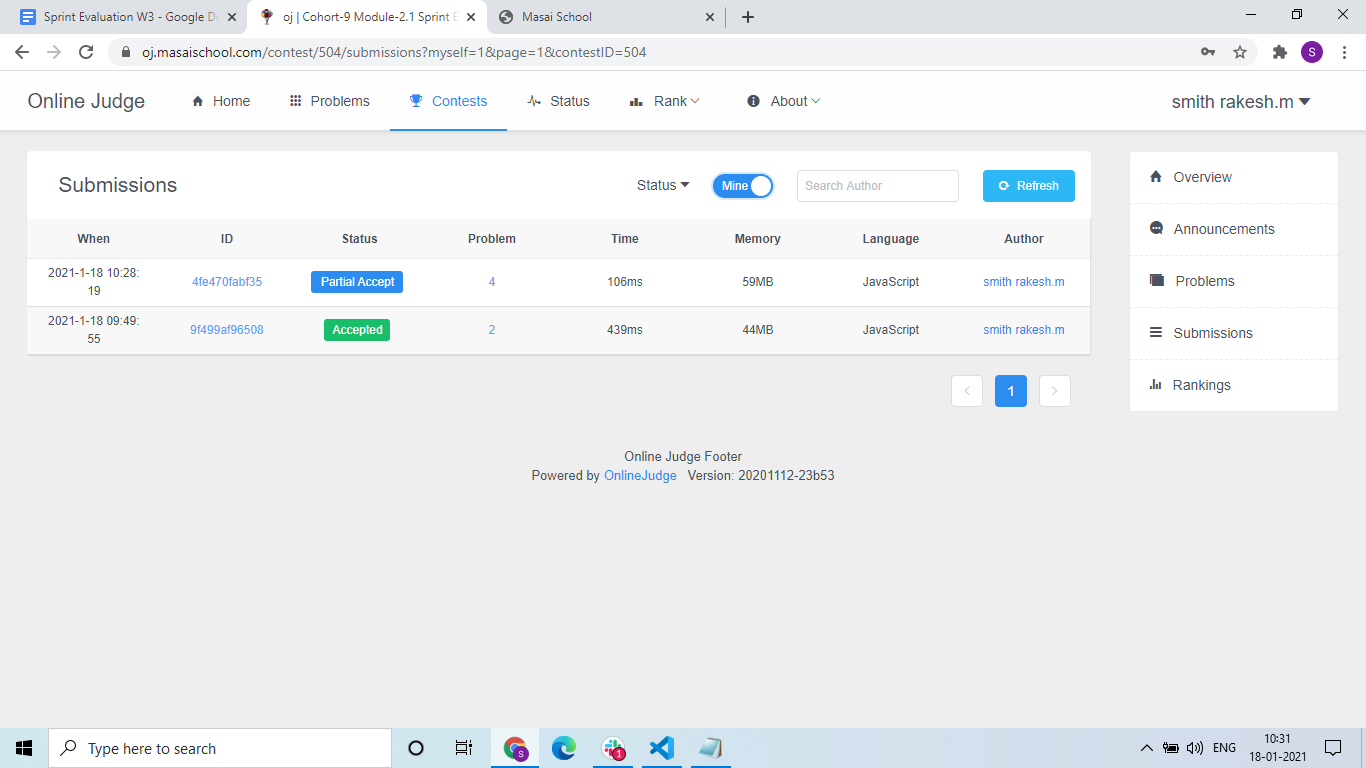 Sprint Evaluation W3 - Google D
oj | Cohort-9 Module-2.1 Sprint E
Masai School
oj.masaischool.com/contest/504/submissions?myself=1&page=1&contestID=504
S
Online Judge
Home
Problems
Contests
Status
Rank
About
smith rakesh.m
Submissions
Status
Mine
Search Author
Refresh
When ID Status Problem Time Memory Language Author
2021-1-18 10:28:
19
4fe470fabf35 Partial Accept 4 106ms 59MB JavaScript smith rakesh.m
2021-1-18 09:49:
55
9f499af96508 Accepted 2 439ms 44MB JavaScript smith rakesh.m
1
Overview
Announcements
Problems
Submissions
Rankings
Online Judge Footer
Powered by OnlineJudge Version: 20201112-23b53
Type here to search
S
1
ENG
10:31
18-01-2021